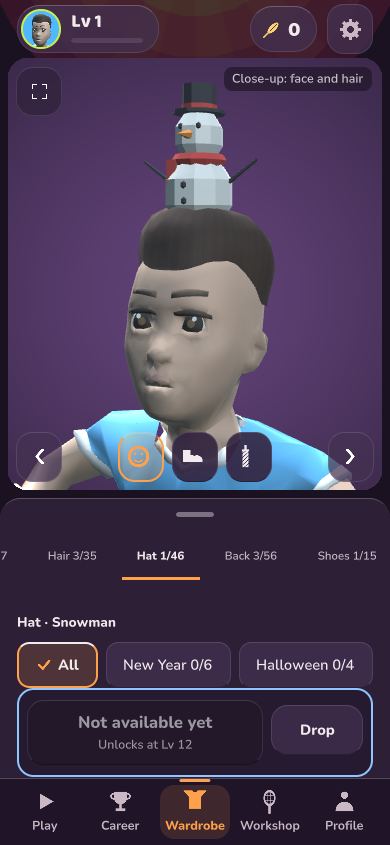 Lv 1
0
Close-up: face and hair
7
Hair 3/35
Hat 1/46
Back 3/56
Shoes 1/15
Hat · Snowman
All
New Year 0/6
Halloween 0/4
Not available yet
Unlocks at Lv 12
Drop
Play
Career
Wardrobe
Workshop
Profile